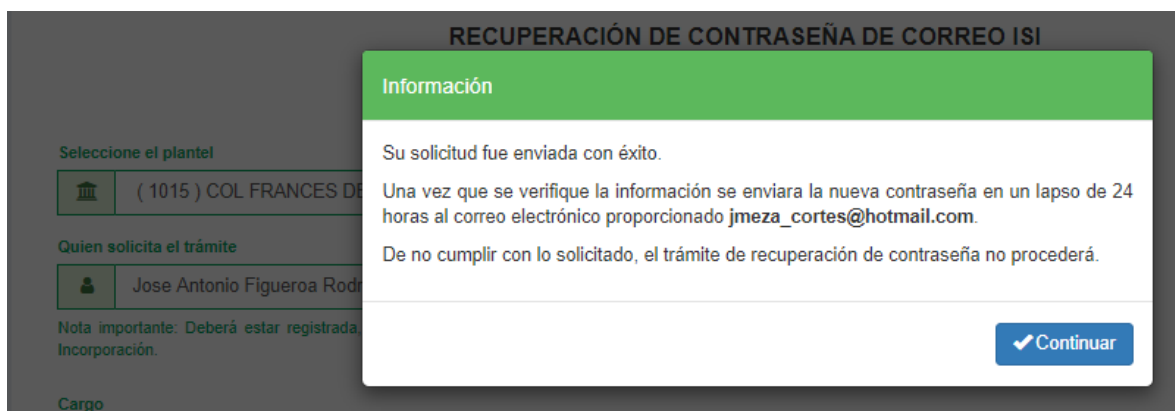 RECUPERACIÓN DE CONTRASEÑA DE CORREO ISI
Información
Su solicitud fue enviada con éxito.
Una vez que se verifique la información se enviara la nueva contraseña en un lapso de 24
horas al correo electrónico proporcionado jmeza_cortes@hotmail.com.
De no cumplir con lo solicitado, el trámite de recuperación de contraseña no procederá.
Continuar
Seleccione el plantel
( 1015 ) COL FRANCES DE
Quien solicita el trámite
Jose Antonio Figueroa Rodr
Nota importante: Deberá estar registrada,
Incorporación.
Cargo